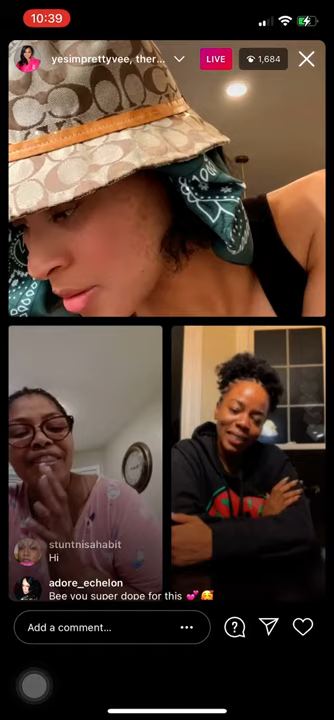 10:39
yesimprettyvee, ther...
LIVE
1,684
stuntnisahabit
Hi
adore_echelon
Bee you super dope for this 💕🥰
Add a comment...